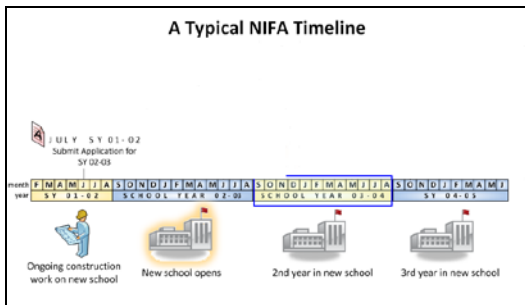 A Typical NIFA Timeline
A
JULY SY 01-02
Submit Application for
SY 02-03
month F M A M J J A S O N D J F M A M J J A S O N D J F M A M J J A S O N D J F M A M J
year SY 01-02 SCHOOL YEAR 02-03 SCHOOL YEAR 03-04 SY 04-05
Ongoing construction
work on new school
New school opens
2nd year in new school
3rd year in new school